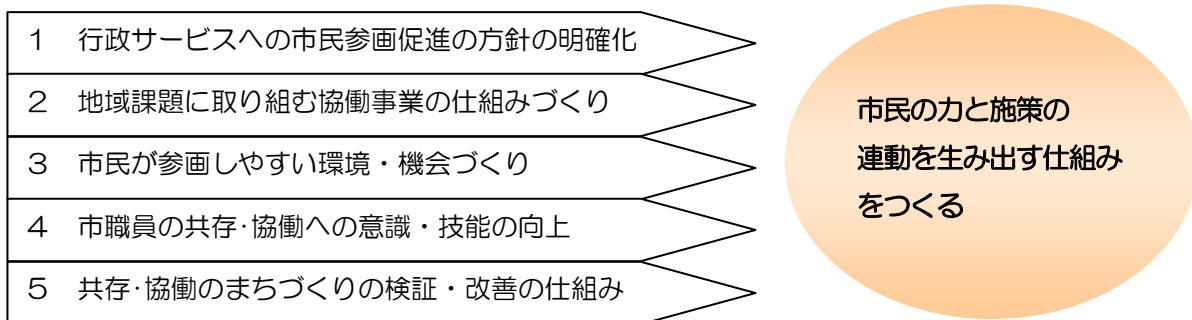 1 行政サービスへの市民参画促進の方針の明確化
2 地域課題に取り組む協働事業の仕組みづくり
3 市民が参画しやすい環境・機会づくり
4 市職員の共存・協働への意識・技能の向上
5 共存・協働のまちづくりの検証・改善の仕組み
市民の力と施策の
連動を生み出す仕組み
をつくる